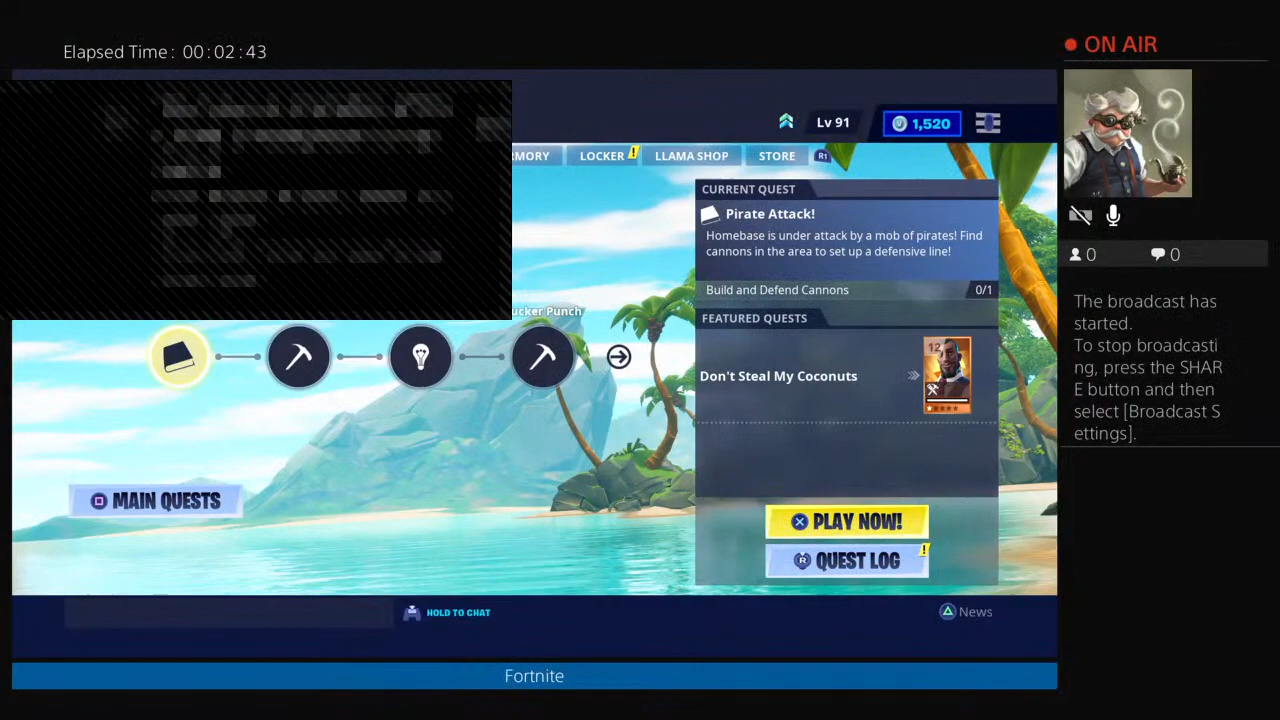 Elapsed Time: 00:02:43
ON AIR
Lv 91
1,520
LOCKER
LLAMA SHOP
STORE
R1
CURRENT QUEST
Pirate Attack!
Homebase is under attack by a mob of pirates! Find
cannons in the area to set up a defensive line!
Build and Defend Cannons 0/1
FEATURED QUESTS
12
Don't Steal My Coconuts
Punch
MAIN QUESTS
PLAY NOW!
R QUEST LOG
HOLD TO CHAT
News
Fortnite
0 0
The broadcast has
started.
To stop broadcasti
ng, press the SHAR
E button and then
select [Broadcast S
ettings].